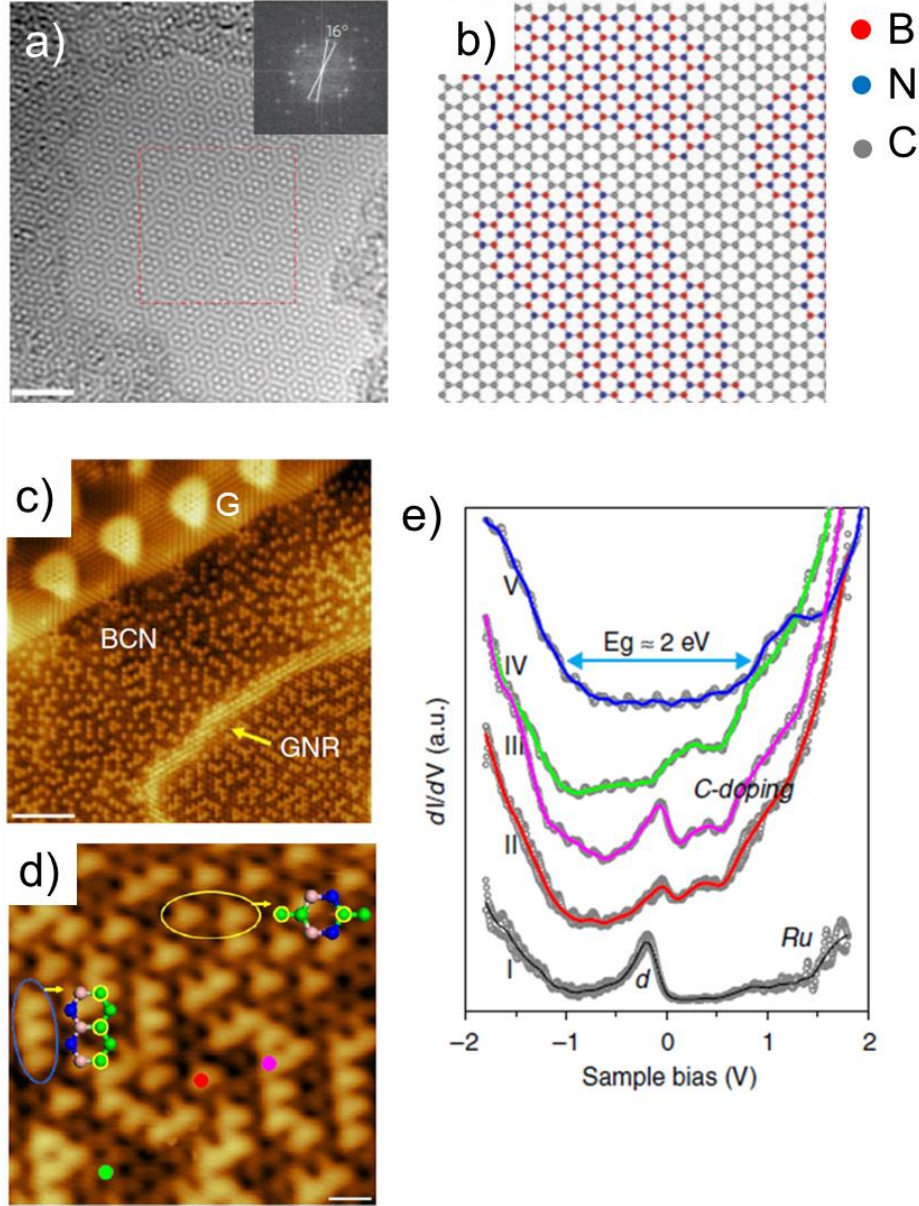 a)
16°
b)
B
N
C
c)
G
BCN
GNR
d)
e)
V
Eg ≈ 2 eV
IV
III
C-doping
II
Ru
I
d
dI/dV (a.u.)
−2
−1
0
1
2
Sample bias (V)